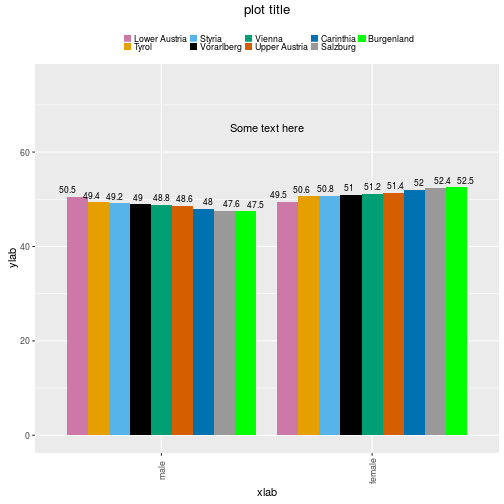 plot title
Lower Austria Styria Vienna Carinthia Burgenland
Tyrol Vorarlberg Upper Austria Salzburg
Some text here
50.5 49.4 49.2 49 48.8 48.6 48 47.6 47.5 49.5 50.6 50.8 51 51.2 51.4 52 52.4 52.5
60
40
20
0
ylab
male female
xlab